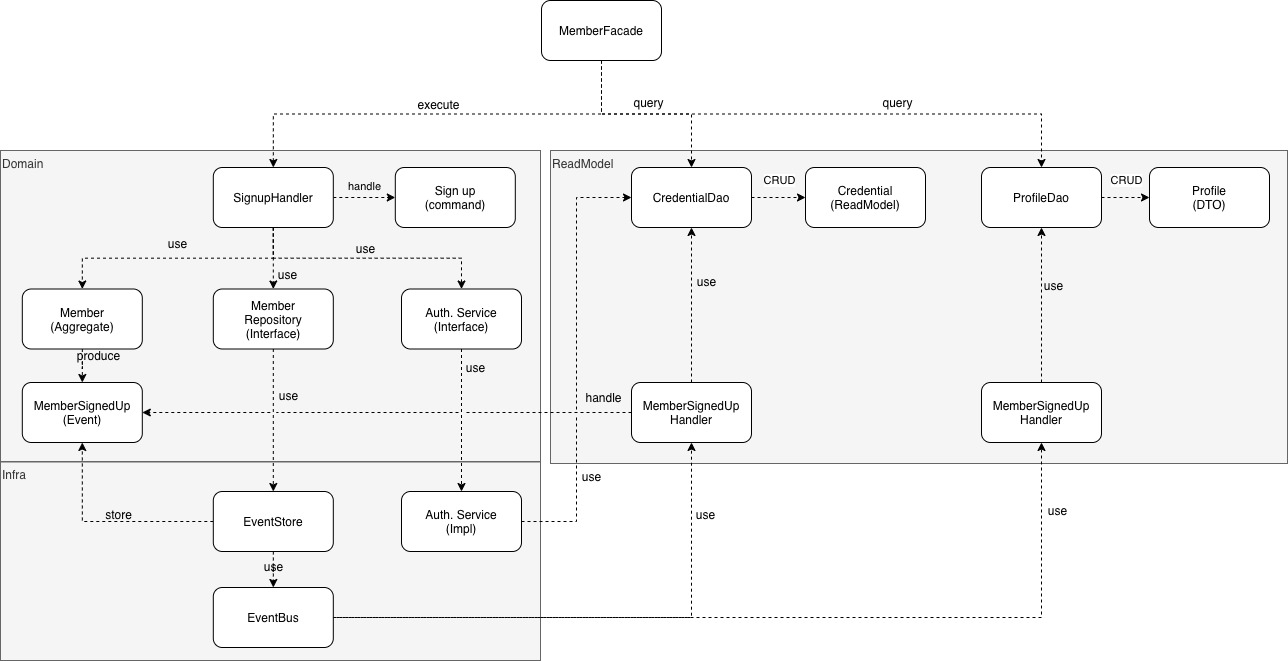 MemberFacade
execute
query
query
Domain
ReadModel
SignupHandler
handle
Sign up
(command)
CredentialDao
CRUD
Credential
(ReadModel)
ProfileDao
CRUD
Profile
(DTO)
use
use
use
use
use
Member
(Aggregate)
Member
Repository
(Interface)
Auth. Service
(Interface)
produce
use
use
handle
MemberSignedUp
(Event)
MemberSignedUp
Handler
MemberSignedUp
Handler
Infra
use
store
EventStore
Auth. Service
(Impl)
use
use
use
EventBus